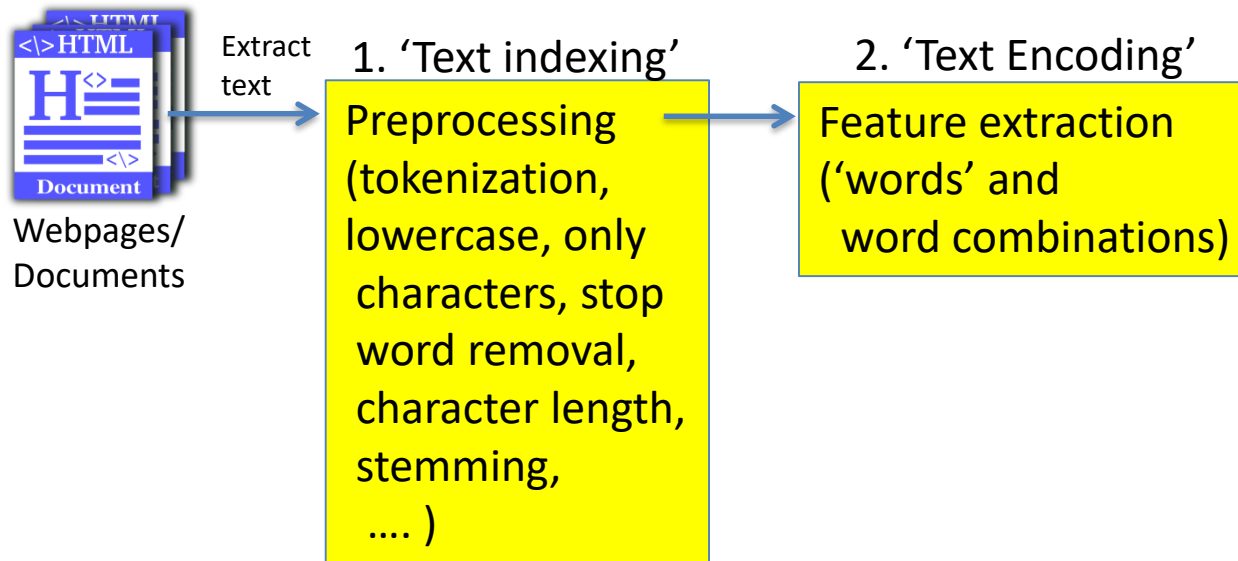 <\>HTML
<\>HTML
H<>
<\>
Document
Webpages/
Documents
Extract
text
1. ‘Text indexing’
Preprocessing
(tokenization,
lowercase, only
characters, stop
word removal,
character length,
stemming,
.... )
2. ‘Text Encoding’
Feature extraction
(‘words’ and
word combinations)